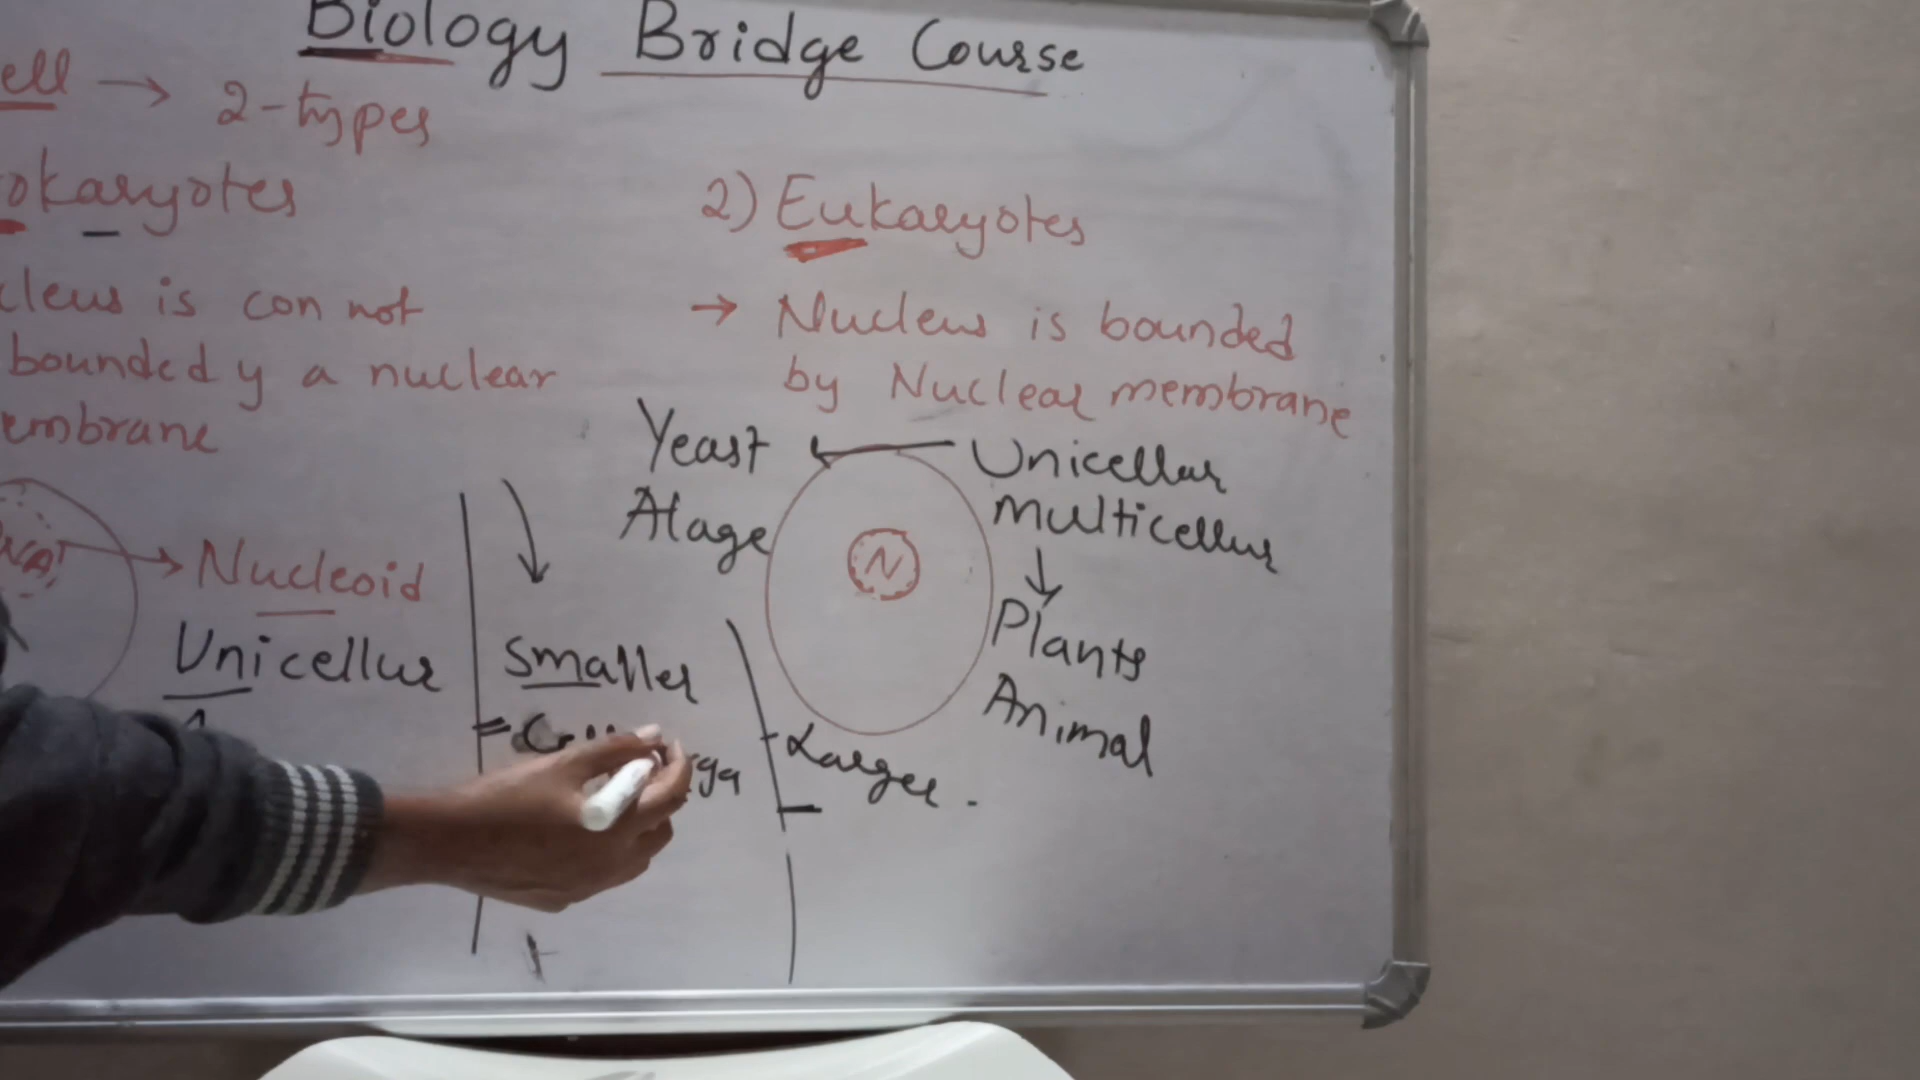 Biology Bridge Course
ell → 2-types
okaryotes
cleus is con not
bounded y a nuclear
embrane
NA → Nucleoid
Unicellur
2) Eukaryotes
→ Nucleus is bounded
by Nuclear membrane
Yeast ← Unicellur
Alage multicellur
N
↓
Plants
Animal
Smaller
- Larger.